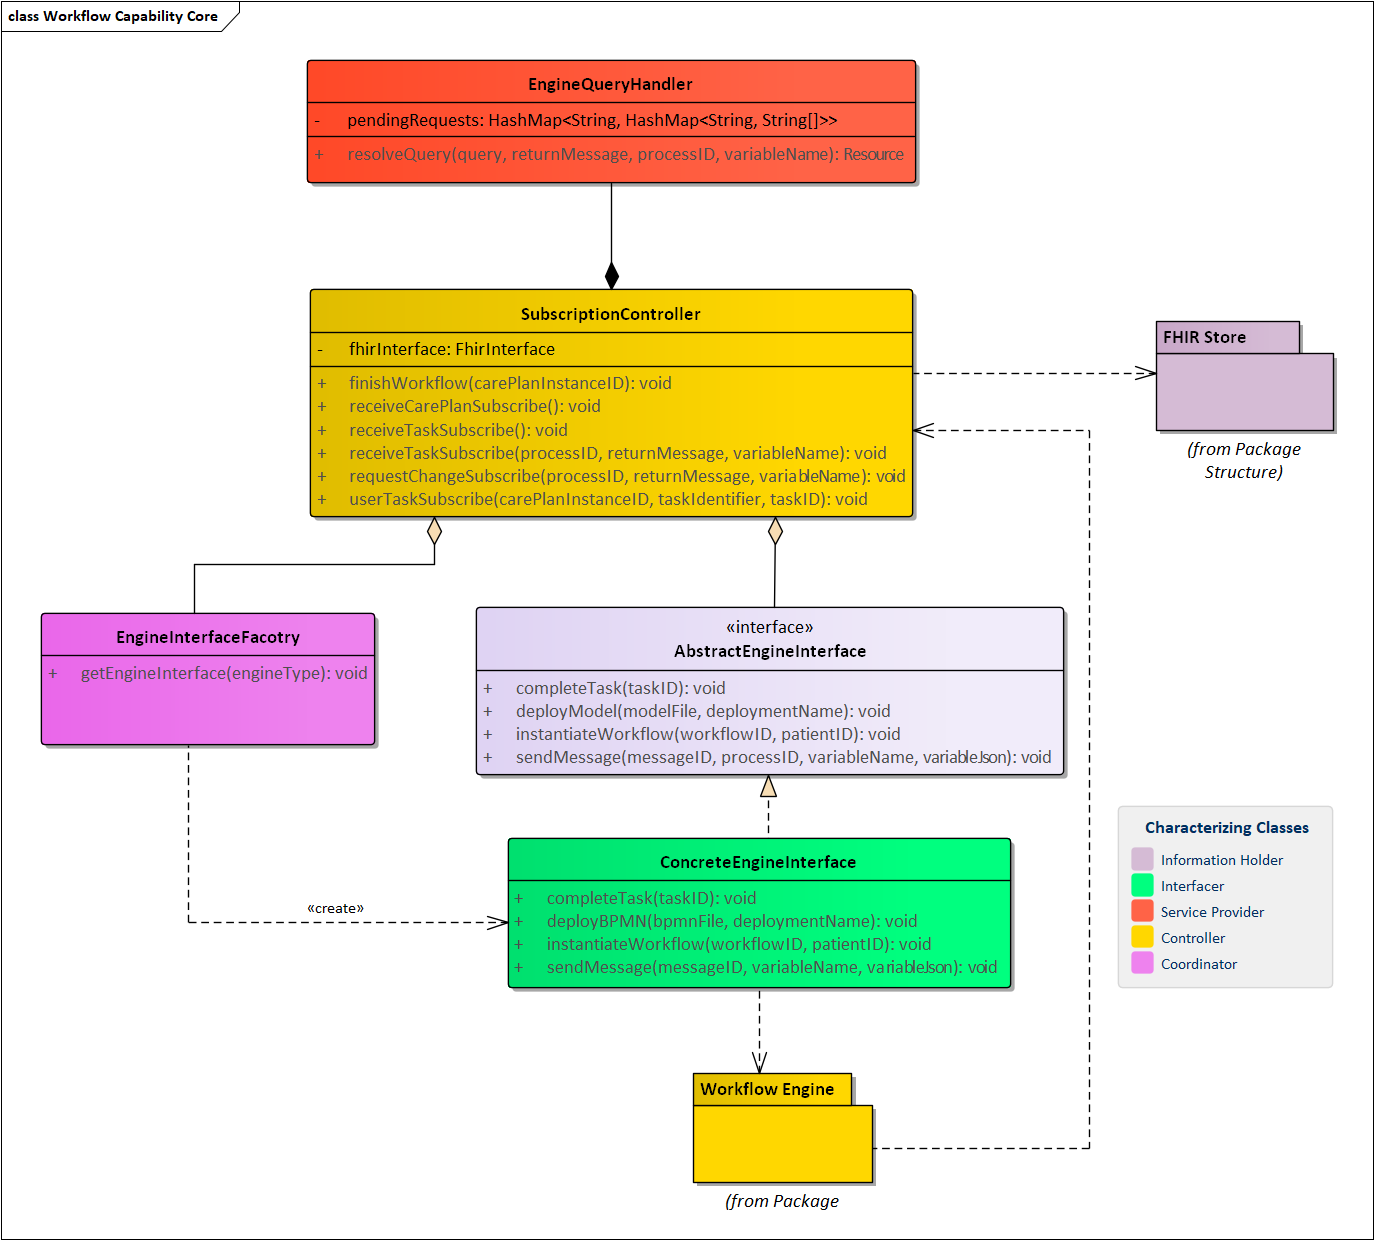 class Workflow Capability Core
EngineQueryHandler
- pendingRequests: HashMap<String, HashMap<String, String[]>>
+ resolveQuery(query, returnMessage, processID, variableName): Resource
SubscriptionController
- fhirInterface: FhirInterface
+ finishWorkflow(carePlanInstanceID): void
+ receiveCarePlanSubscribe(): void
+ receiveTaskSubscribe(): void
+ receiveTaskSubscribe(processID, returnMessage, variableName): void
+ requestChangeSubscribe(processID, returnMessage, variableName): void
+ userTaskSubscribe(carePlanInstanceID, taskIdentifier, taskID): void
FHIR Store
(from Package
Structure)
EngineInterfaceFacotry
+ getEngineInterface(engineType): void
«interface»
AbstractEngineInterface
+ completeTask(taskID): void
+ deployModel(modelFile, deploymentName): void
+ instantiateWorkflow(workflowID, patientID): void
+ sendMessage(messageID, processID, variableName, variableJson): void
«create»
ConcreteEngineInterface
+ completeTask(taskID): void
+ deployBPMN(bpmnFile, deploymentName): void
+ instantiateWorkflow(workflowID, patientID): void
+ sendMessage(messageID, variableName, variableJson): void
Characterizing Classes
Information Holder
Interfacer
Service Provider
Controller
Coordinator
Workflow Engine
(from Package